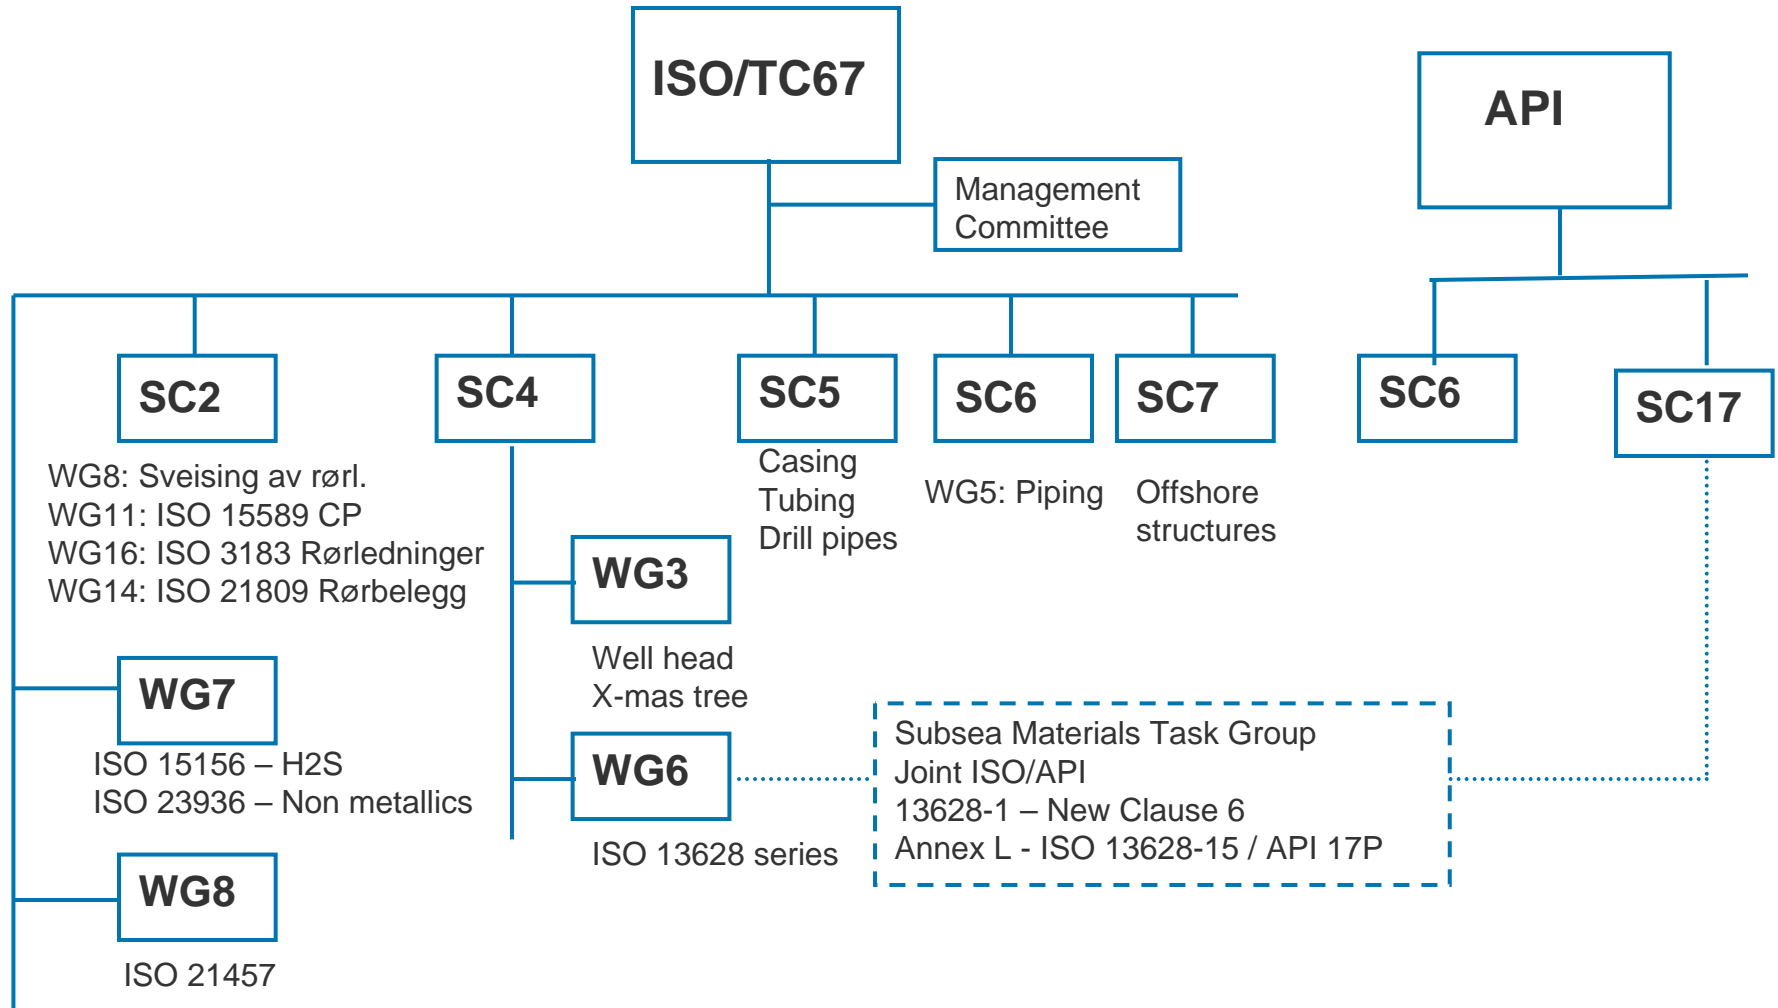 ISO/TC67
API
Management
Committee
SC2
SC4
SC5
SC6
SC7
SC6
SC17
WG8: Sveising av rørl.
WG11: ISO 15589 CP
WG16: ISO 3183 Rørledninger
WG14: ISO 21809 Rørbelegg
Casing
Tubing
Drill pipes
WG5: Piping
Offshore
structures
WG3
Well head
X-mas tree
WG7
ISO 15156 – H2S
ISO 23936 – Non metallics
WG6
ISO 13628 series
Subsea Materials Task Group
Joint ISO/API
13628-1 – New Clause 6
Annex L - ISO 13628-15 / API 17P
WG8
ISO 21457